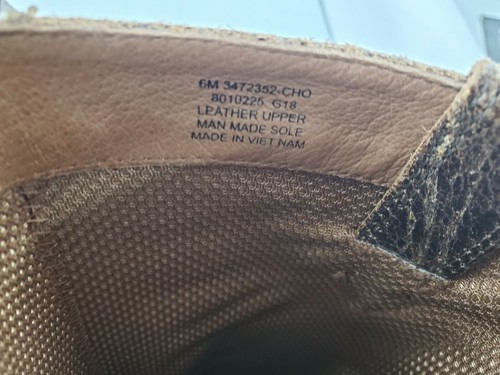 6M 3472352-CHO
8010225 G18
LEATHER UPPER
MAN MADE SOLE
MADE IN VIET NAM